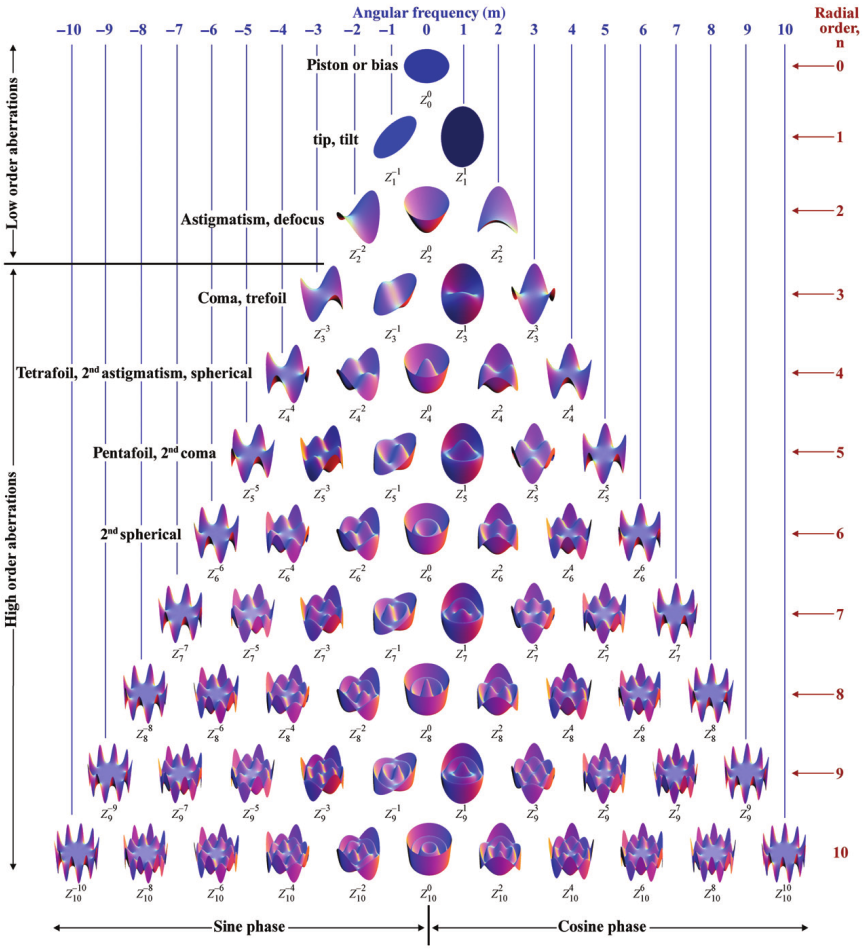 Angular frequency (m)
Radial order, n
−10 −9 −8 −7 −6 −5 −4 −3 −2 −1 0 1 2 3 4 5 6 7 8 9 10
Low order aberrations
Piston or bias
0
Z_0^0
tip, tilt
1
Z_1^{−1} Z_1^1
Astigmatism, defocus
2
Z_2^{−2} Z_2^0 Z_2^2
High order aberrations
Coma, trefoil
3
Z_3^{−3} Z_3^{−1} Z_3^1 Z_3^3
Tetrafoil, 2nd astigmatism, spherical
4
Z_4^{−4} Z_4^{−2} Z_4^0 Z_4^2 Z_4^4
Pentafoil, 2nd coma
5
Z_5^{−5} Z_5^{−3} Z_5^{−1} Z_5^1 Z_5^3 Z_5^5
2nd spherical
6
Z_6^{−6} Z_6^{−4} Z_6^{−2} Z_6^0 Z_6^2 Z_6^4 Z_6^6
7
Z_7^{−7} Z_7^{−5} Z_7^{−3} Z_7^{−1} Z_7^1 Z_7^3 Z_7^5 Z_7^7
8
Z_8^{−8} Z_8^{−6} Z_8^{−4} Z_8^{−2} Z_8^0 Z_8^2 Z_8^4 Z_8^6 Z_8^8
9
Z_9^{−9} Z_9^{−7} Z_9^{−5} Z_9^{−3} Z_9^{−1} Z_9^1 Z_9^3 Z_9^5 Z_9^7 Z_9^9
10
Z_{10}^{−10} Z_{10}^{−8} Z_{10}^{−6} Z_{10}^{−4} Z_{10}^{−2} Z_{10}^0 Z_{10}^2 Z_{10}^4 Z_{10}^6 Z_{10}^8 Z_{10}^{10}
Sine phase
Cosine phase